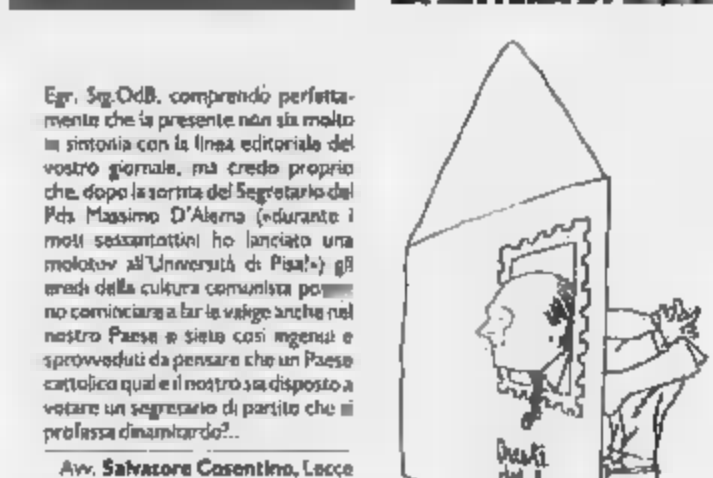 Egr. Sig. OdB, comprendo perfetta-
mente che la presente non sia molto
in sintonia con la linea editoriale del
vostro giornale, ma credo proprio
che, dopo la sortita del Segretario del
Pds Massimo D'Alema («durante i
moti sessantottini ho lanciato una
molotov all'Università di Pisa!») gli
eredi della cultura comunista
no cominciare a far le valige anche nel
nostro Paese o siete così ingenui e
sprovveduti da pensare che un Paese
cattolico qual è il nostro sia disposto a
votare un segretario di partito che si
professa dinamitardo?...
Avv. Salvatore Cosentino, Lecce